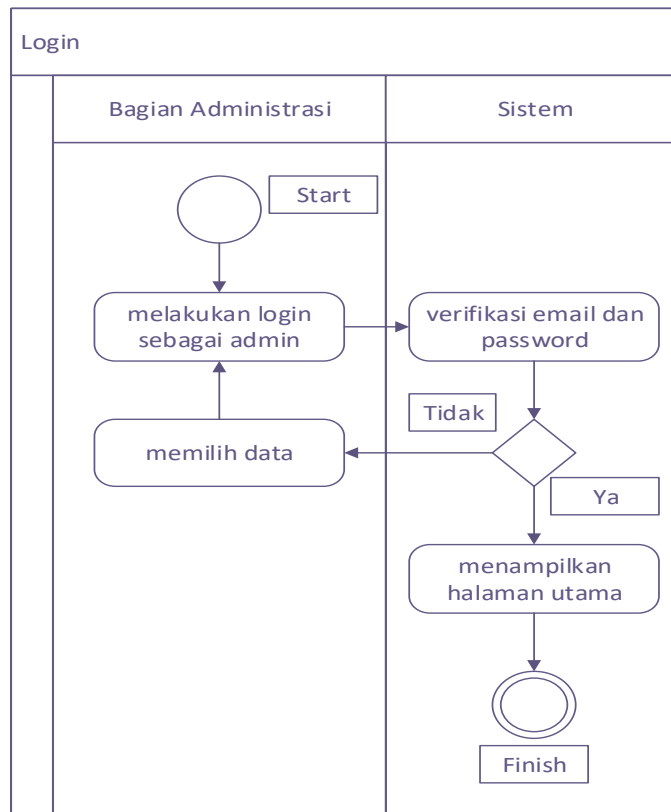 Login
Bagian Administrasi
Sistem
Start
melakukan login
sebagai admin
verifikasi email dan
password
Tidak
memilih data
Ya
menampilkan
halaman utama
Finish